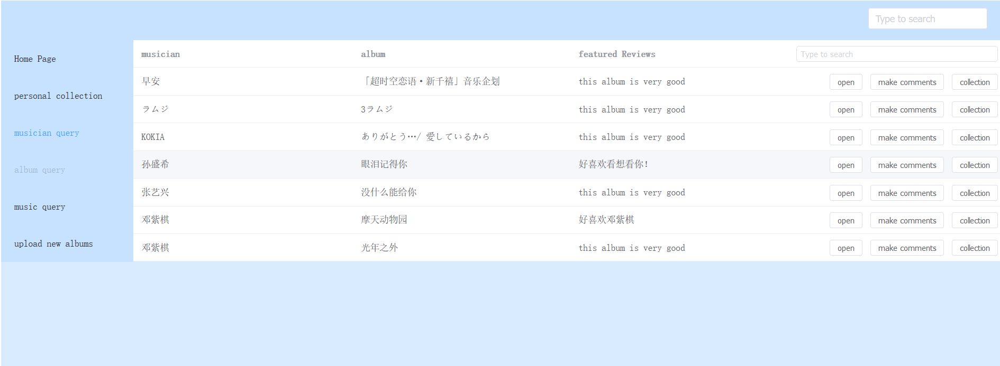 Type to search
Home Page
personal collection
musician query
album query
music query
upload new albums
musician album featured Reviews Type to search
早安 「超时空恋语·新千禧」音乐企划 this album is very good open make comments collection
ラムジ 3ラムジ this album is very good open make comments collection
KOKIA ありがとう…/ 愛しているから this album is very good open make comments collection
孙盛希 眼泪记得你 好喜欢看想看你! open make comments collection
张艺兴 没什么能给你 this album is very good open make comments collection
邓紫棋 摩天动物园 好喜欢邓紫棋 open make comments collection
邓紫棋 光年之外 this album is very good open make comments collection